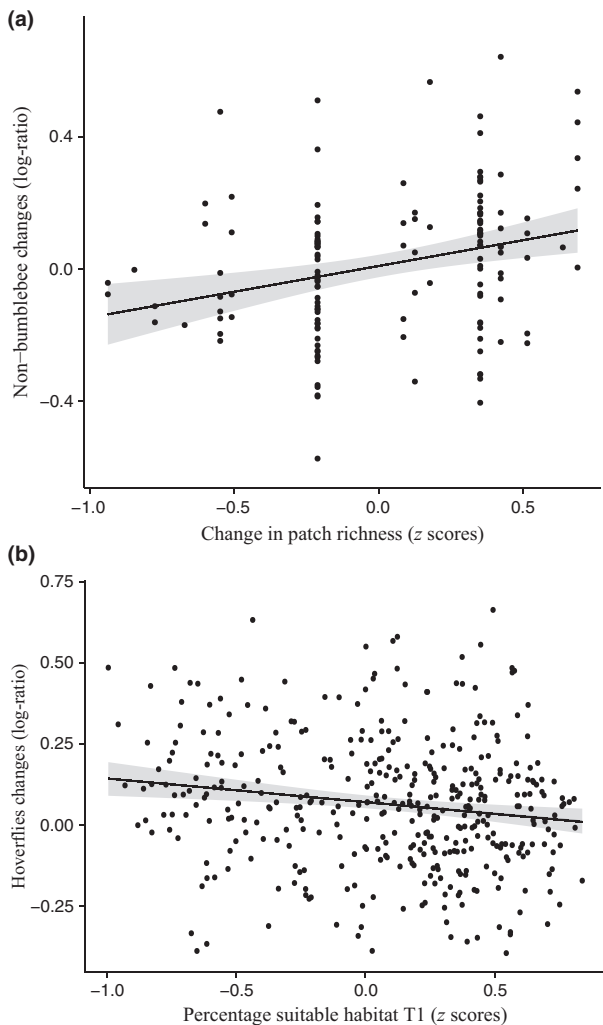 (a)
Non−bumblebee changes (log-ratio)
0.4
0.0
−0.4
−1.0 −0.5 0.0 0.5
Change in patch richness (z scores)
(b)
Hoverflies changes (log-ratio)
0.75
0.50
0.25
0.00
−0.25
−1.0 −0.5 0.0 0.5
Percentage suitable habitat T1 (z scores)